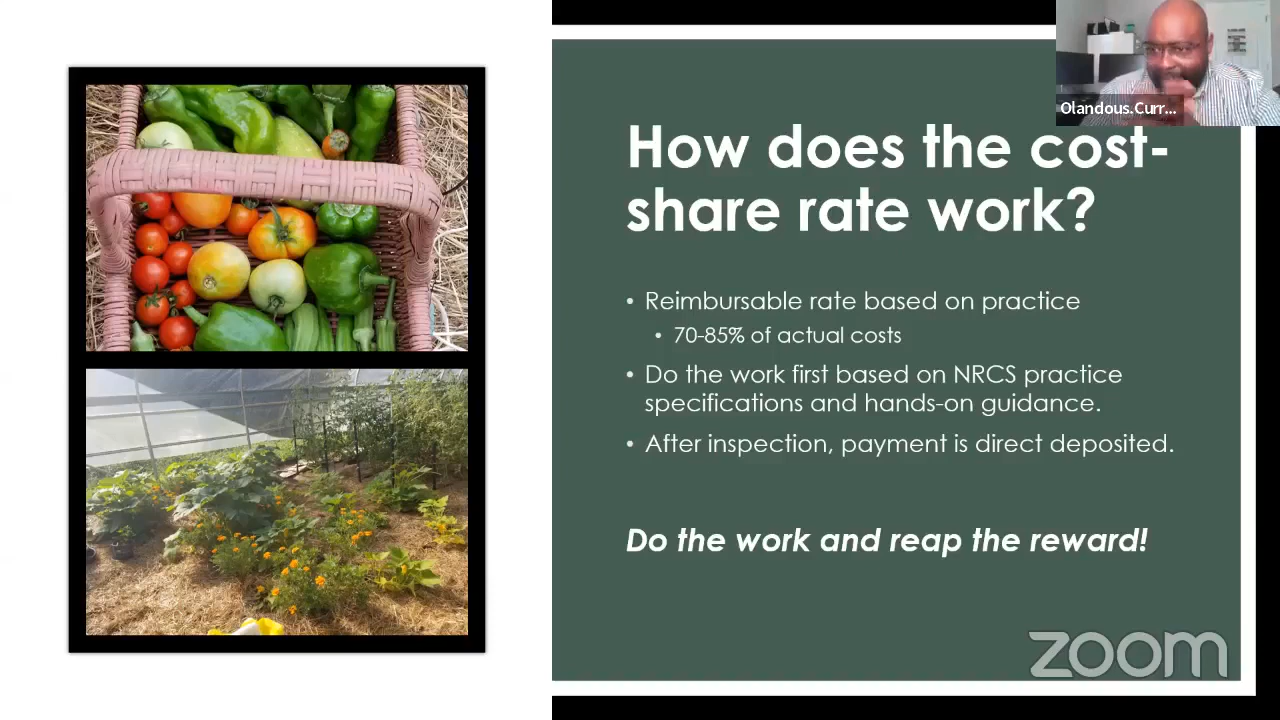 Olandous.Curr...
How does the cost-
share rate work?
• Reimbursable rate based on practice
• 70-85% of actual costs
• Do the work first based on NRCS practice
specifications and hands-on guidance.
• After inspection, payment is direct deposited.
Do the work and reap the reward!
zoom